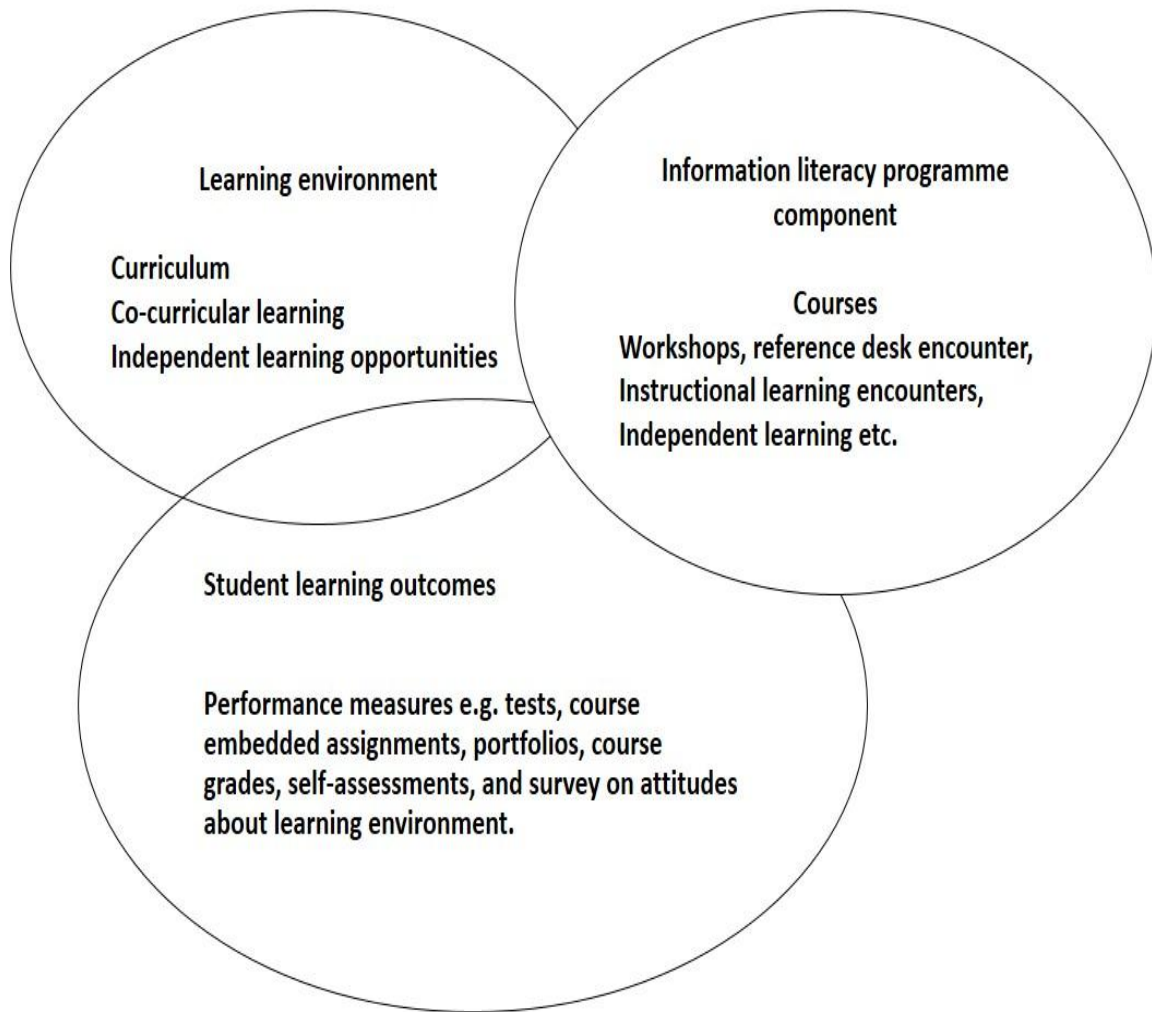 Learning environment
Curriculum
Co-curricular learning
Independent learning opportunities
Information literacy programme
component
Courses
Workshops, reference desk encounter,
Instructional learning encounters,
Independent learning etc.
Student learning outcomes
Performance measures e.g. tests, course
embedded assignments, portfolios, course
grades, self-assessments, and survey on attitudes
about learning environment.